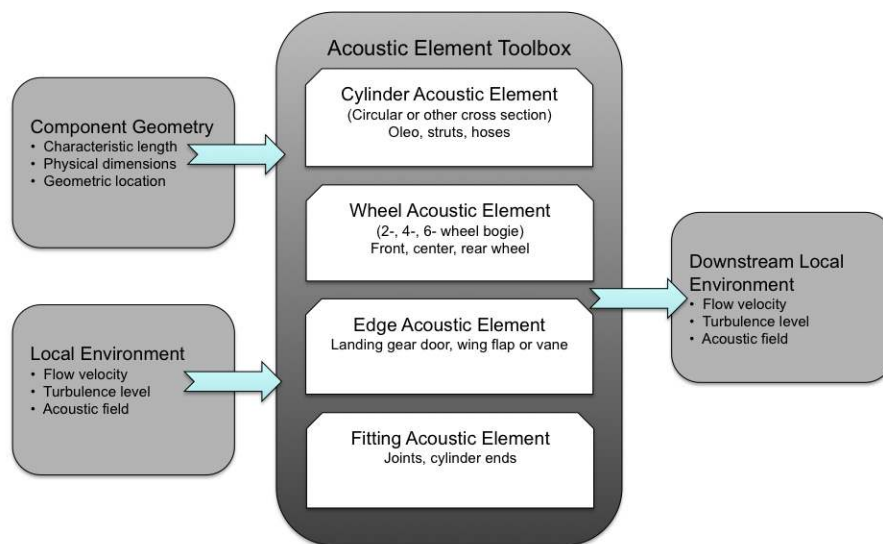 Acoustic Element Toolbox
Component Geometry
• Characteristic length
• Physical dimensions
• Geometric location
Local Environment
• Flow velocity
• Turbulence level
• Acoustic field
Cylinder Acoustic Element
(Circular or other cross section)
Oleo, struts, hoses
Wheel Acoustic Element
(2-, 4-, 6- wheel bogie)
Front, center, rear wheel
Edge Acoustic Element
Landing gear door, wing flap or vane
Fitting Acoustic Element
Joints, cylinder ends
Downstream Local
Environment
• Flow velocity
• Turbulence level
• Acoustic field